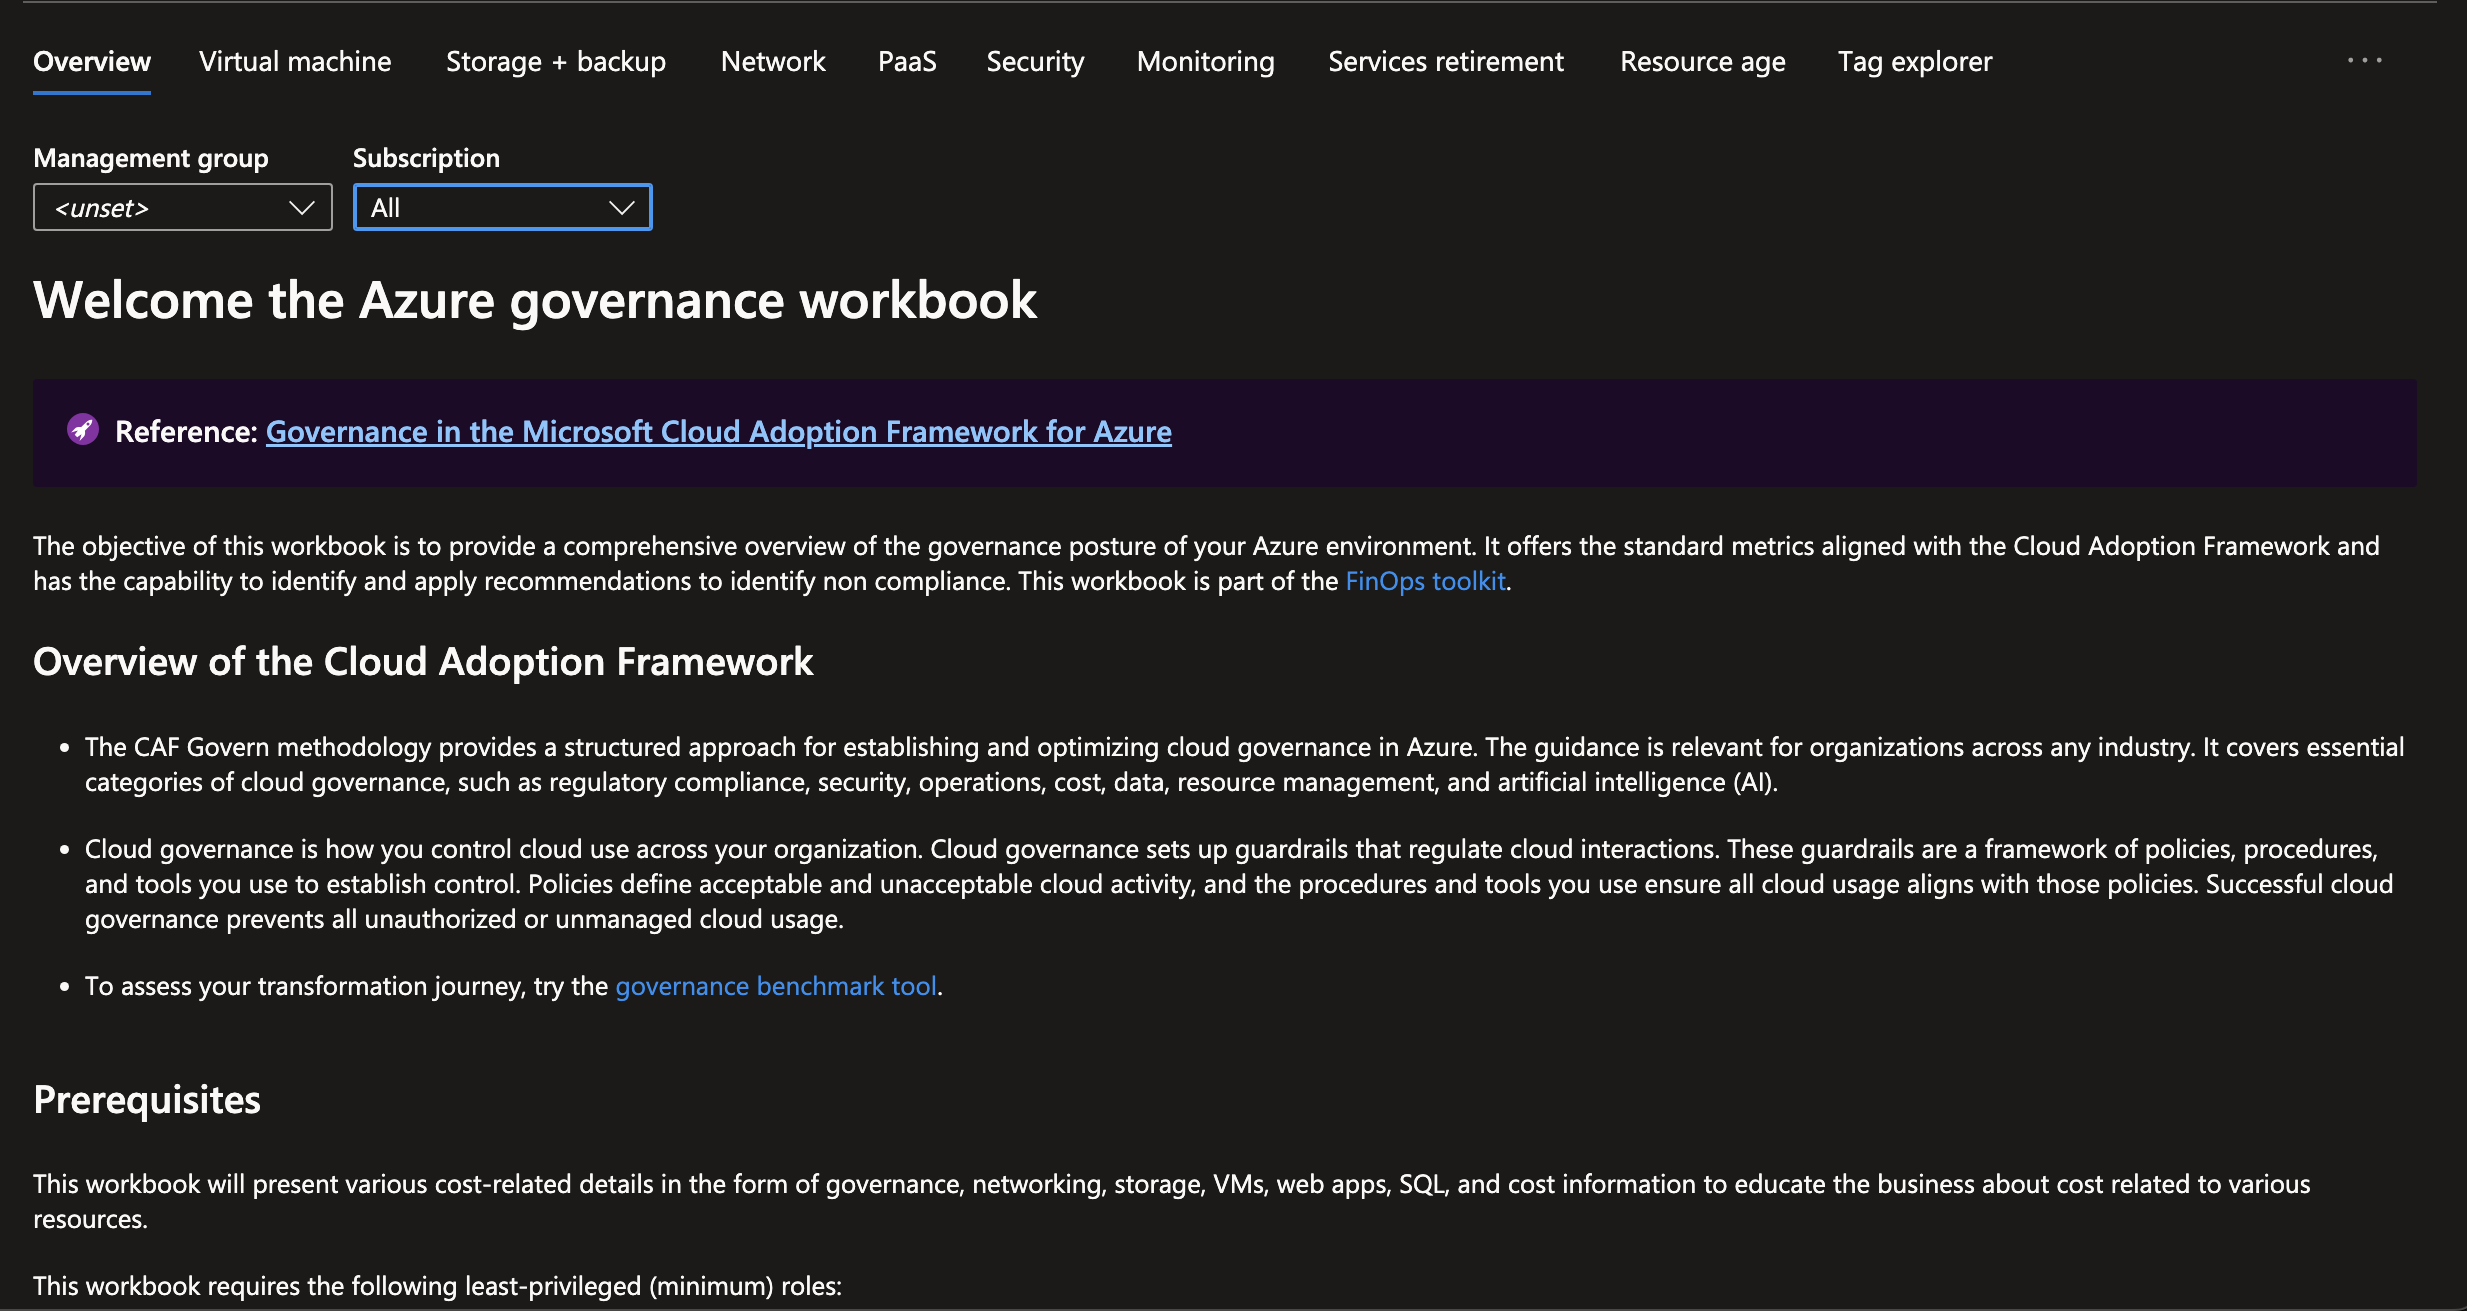 Overview Virtual machine Storage + backup Network PaaS Security Monitoring Services retirement Resource age Tag explorer ...
Management group Subscription
<unset> All
Welcome the Azure governance workbook
Reference: Governance in the Microsoft Cloud Adoption Framework for Azure
The objective of this workbook is to provide a comprehensive overview of the governance posture of your Azure environment. It offers the standard metrics aligned with the Cloud Adoption Framework and
has the capability to identify and apply recommendations to identify non compliance. This workbook is part of the FinOps toolkit.
Overview of the Cloud Adoption Framework
• The CAF Govern methodology provides a structured approach for establishing and optimizing cloud governance in Azure. The guidance is relevant for organizations across any industry. It covers essential
categories of cloud governance, such as regulatory compliance, security, operations, cost, data, resource management, and artificial intelligence (AI).
• Cloud governance is how you control cloud use across your organization. Cloud governance sets up guardrails that regulate cloud interactions. These guardrails are a framework of policies, procedures,
and tools you use to establish control. Policies define acceptable and unacceptable cloud activity, and the procedures and tools you use ensure all cloud usage aligns with those policies. Successful cloud
governance prevents all unauthorized or unmanaged cloud usage.
• To assess your transformation journey, try the governance benchmark tool.
Prerequisites
This workbook will present various cost-related details in the form of governance, networking, storage, VMs, web apps, SQL, and cost information to educate the business about cost related to various
resources.
This workbook requires the following least-privileged (minimum) roles: